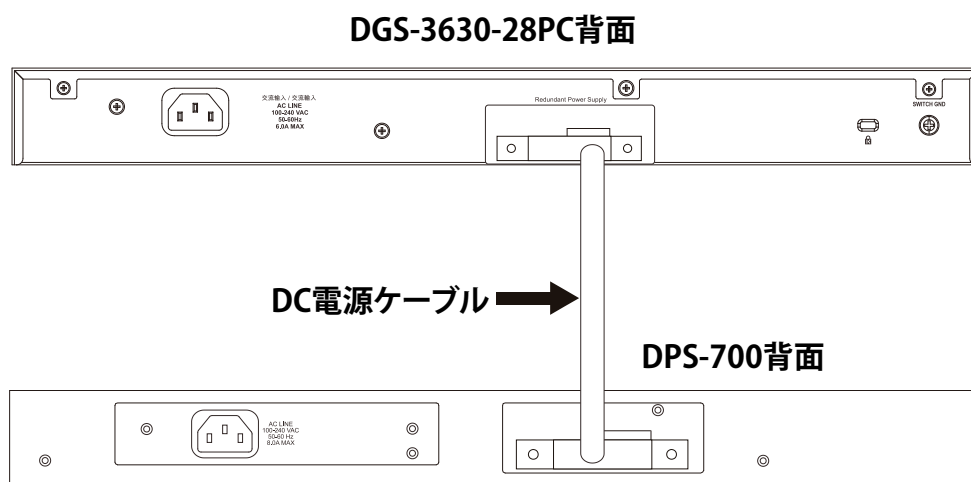 DGS-3630-28PC背面
交流輸入 / 交流輸入
AC LINE
100-240 VAC
50-60Hz
6.0A MAX
Redundant Power Supply
SWITCH GND
DC電源ケーブル
DPS-700背面
AC LINE
100-240 VAC
50-60 Hz
8.0A MAX